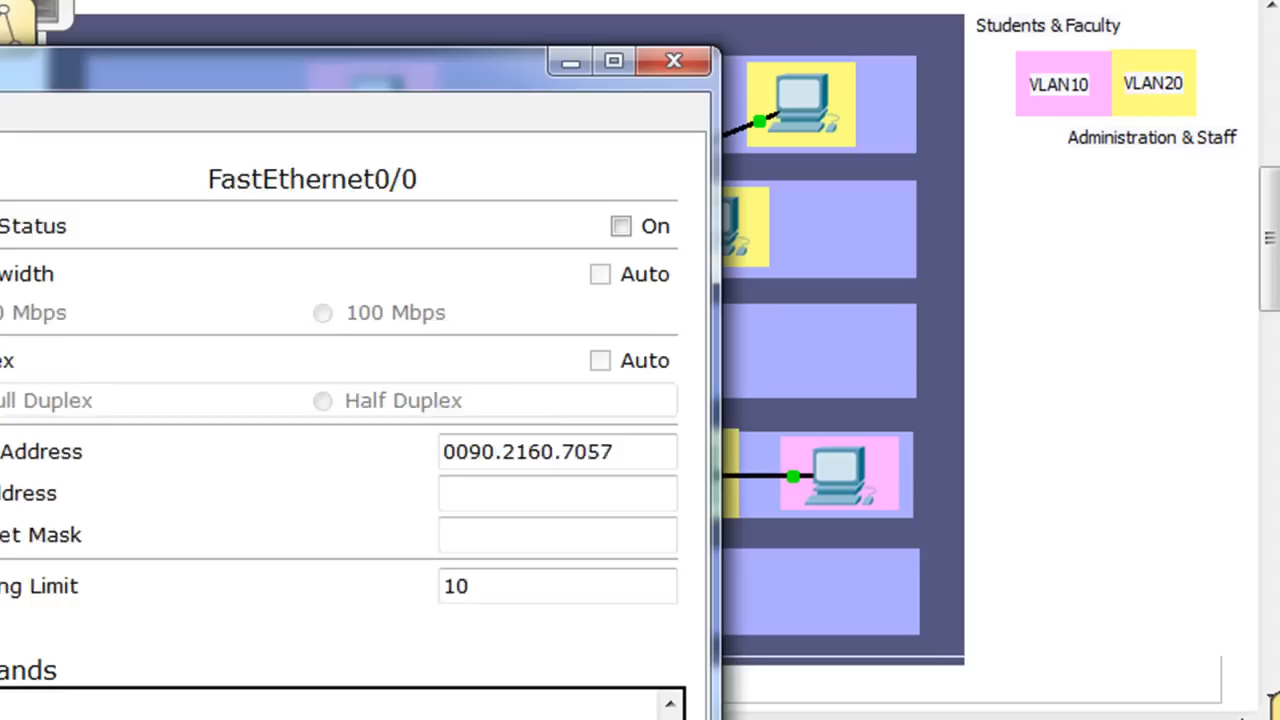 Students & Faculty
VLAN10 VLAN20
Administration & Staff
FastEthernet0/0
Status On
width Auto
0 Mbps 100 Mbps
ex Auto
ull Duplex Half Duplex
Address 0090.2160.7057
ddress
et Mask
ng Limit 10
ands